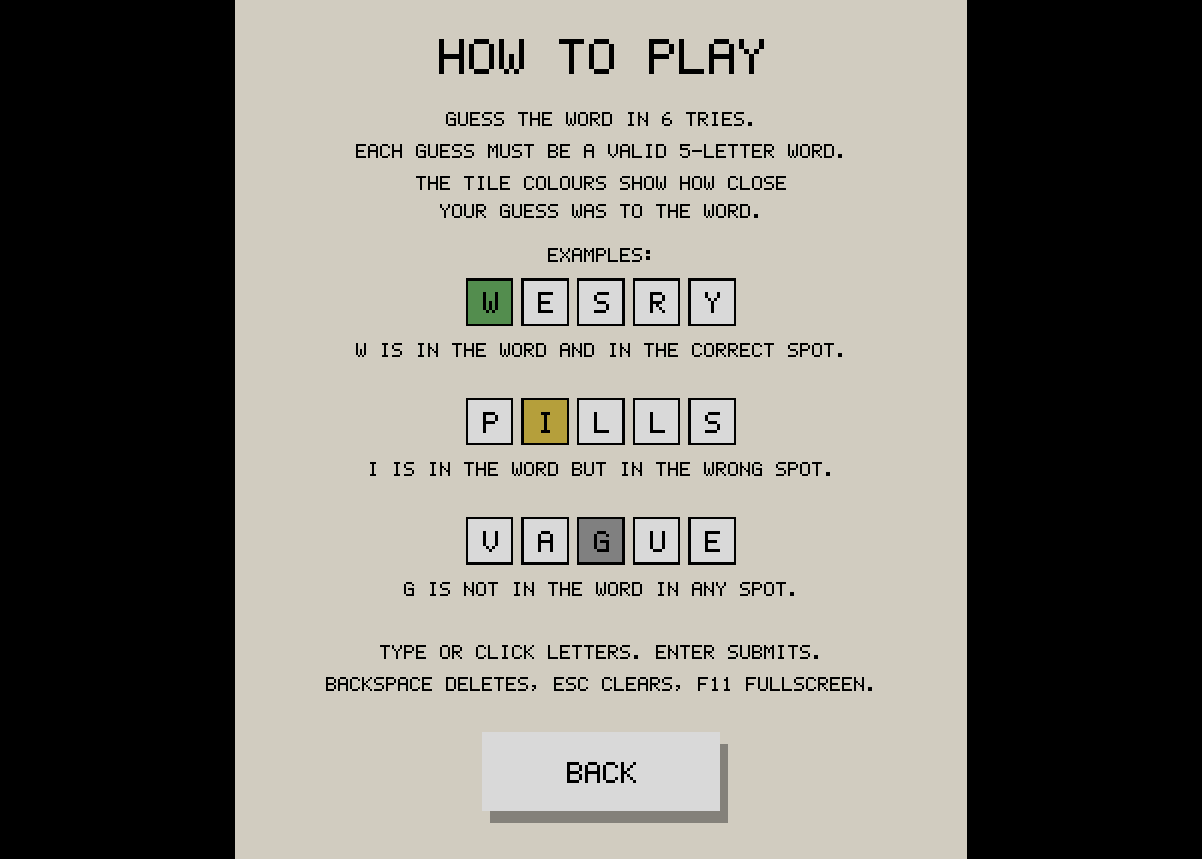 HOW TO PLAY
GUESS THE WORD IN 6 TRIES.
EACH GUESS MUST BE A VALID 5-LETTER WORD.
THE TILE COLOURS SHOW HOW CLOSE
YOUR GUESS WAS TO THE WORD.
EXAMPLES:
W E S R Y
W IS IN THE WORD AND IN THE CORRECT SPOT.
P I L L S
I IS IN THE WORD BUT IN THE WRONG SPOT.
V A G U E
G IS NOT IN THE WORD IN ANY SPOT.
TYPE OR CLICK LETTERS. ENTER SUBMITS.
BACKSPACE DELETES, ESC CLEARS, F11 FULLSCREEN.
BACK